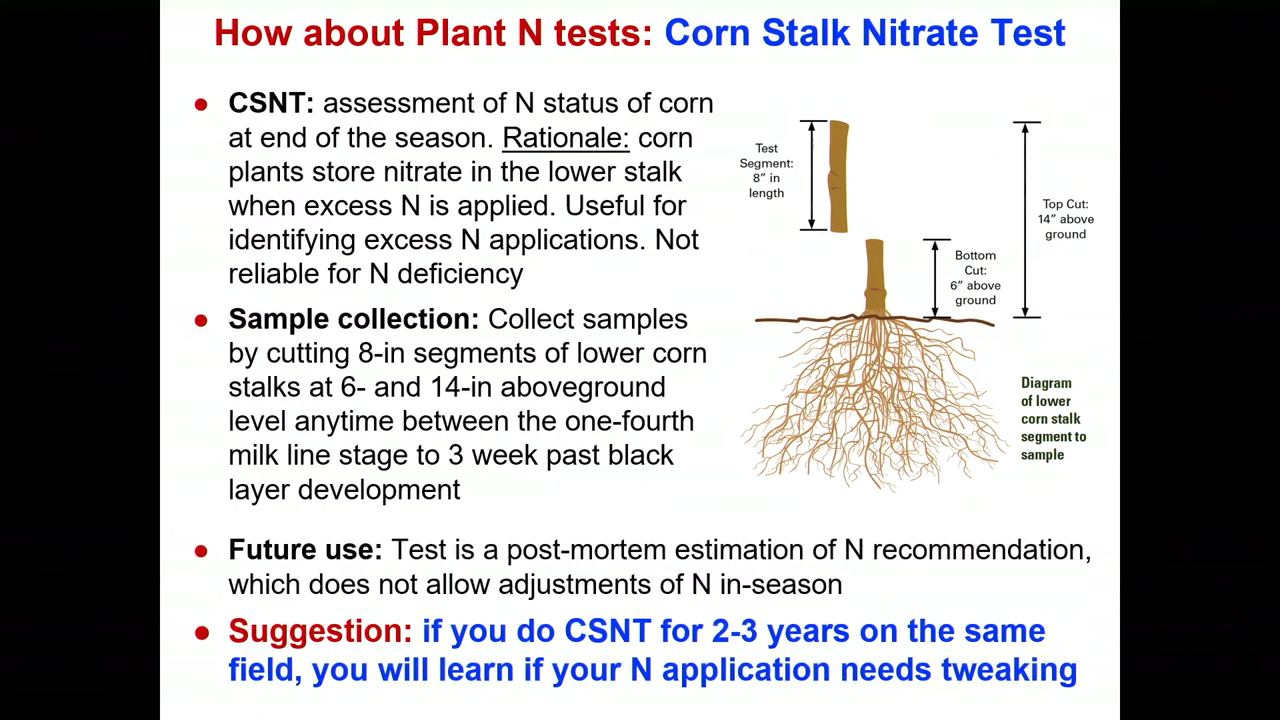 How about Plant N tests: Corn Stalk Nitrate Test
● CSNT: assessment of N status of corn
at end of the season. Rationale: corn
plants store nitrate in the lower stalk
when excess N is applied. Useful for
identifying excess N applications. Not
reliable for N deficiency
● Sample collection: Collect samples
by cutting 8-in segments of lower corn
stalks at 6- and 14-in aboveground
level anytime between the one-fourth
milk line stage to 3 week past black
layer development
Test
Segment:
8” in
length
Top Cut:
14” above
ground
Bottom
Cut:
6” above
ground
Diagram
of lower
corn stalk
segment to
sample
● Future use: Test is a post-mortem estimation of N recommendation,
which does not allow adjustments of N in-season
● Suggestion: if you do CSNT for 2-3 years on the same
field, you will learn if your N application needs tweaking